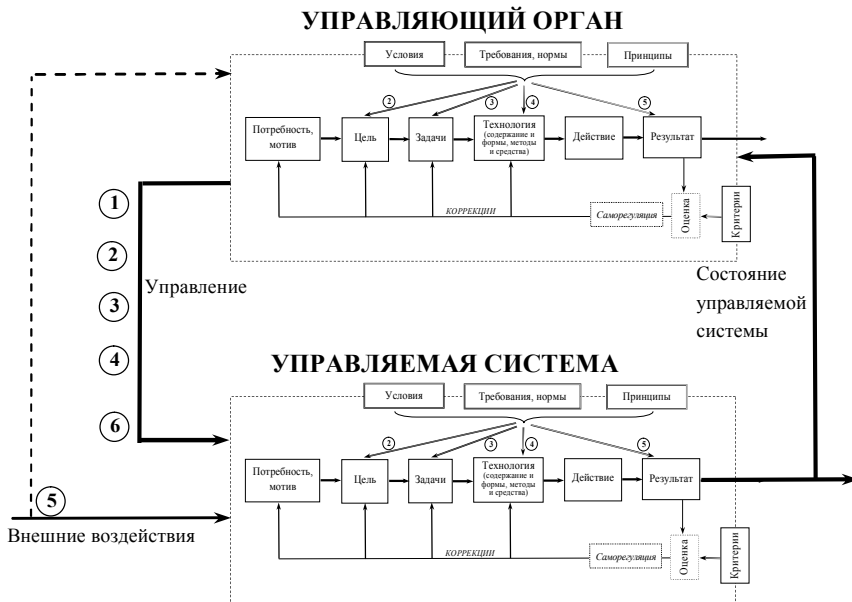 УПРАВЛЯЮЩИЙ ОРГАН
Условия
Требования, нормы
Принципы
2
3
4
5
Потребность,
мотив
Цель
Задачи
Технология
(содержание и
формы, методы
и средства)
Действие
Результат
КОРРЕКЦИИ
Саморегуляция
Оценка
Критерии
1
2
3
4
6
Управление
Состояние
управляемой
системы
УПРАВЛЯЕМАЯ СИСТЕМА
Условия
Требования, нормы
Принципы
2
3
4
5
Потребность,
мотив
Цель
Задачи
Технология
(содержание и
формы, методы
и средства)
Действие
Результат
КОРРЕКЦИИ
Саморегуляция
Оценка
Критерии
5
Внешние воздействия